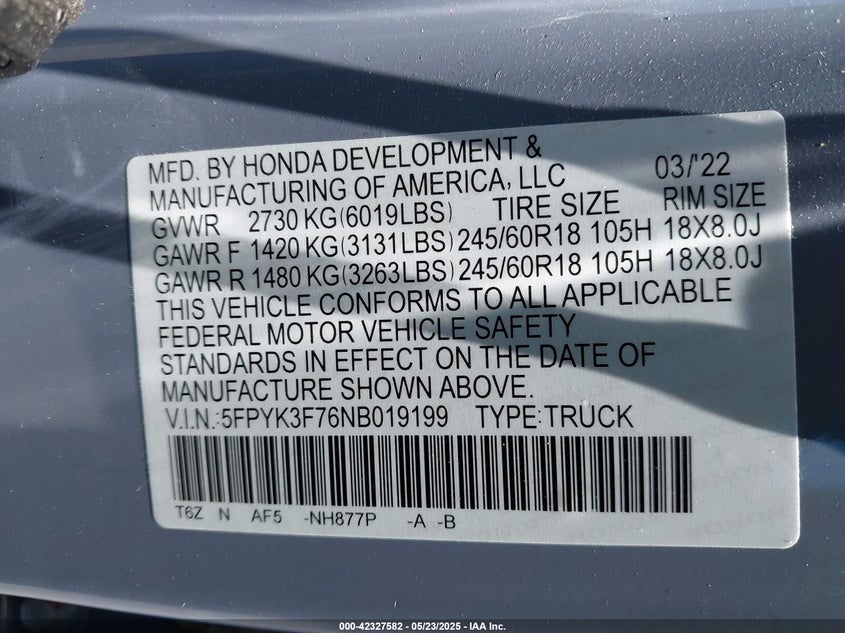 MFD. BY HONDA DEVELOPMENT & 03/'22
MANUFACTURING OF AMERICA, LLC
GVWR 2730 KG(6019LBS) TIRE SIZE RIM SIZE
GAWR F 1420 KG(3131LBS) 245/60R18 105H 18X8.0J
GAWR R 1480 KG(3263LBS) 245/60R18 105H 18X8.0J
THIS VEHICLE CONFORMS TO ALL APPLICABLE
FEDERAL MOTOR VEHICLE SAFETY
STANDARDS IN EFFECT ON THE DATE OF
MANUFACTURE SHOWN ABOVE.
V.I.N.:5FPYK3F76NB019199 TYPE:TRUCK
T6Z N AF5 -NH877P -A -B
000-42327582 - 05/23/2025 - IAA Inc.